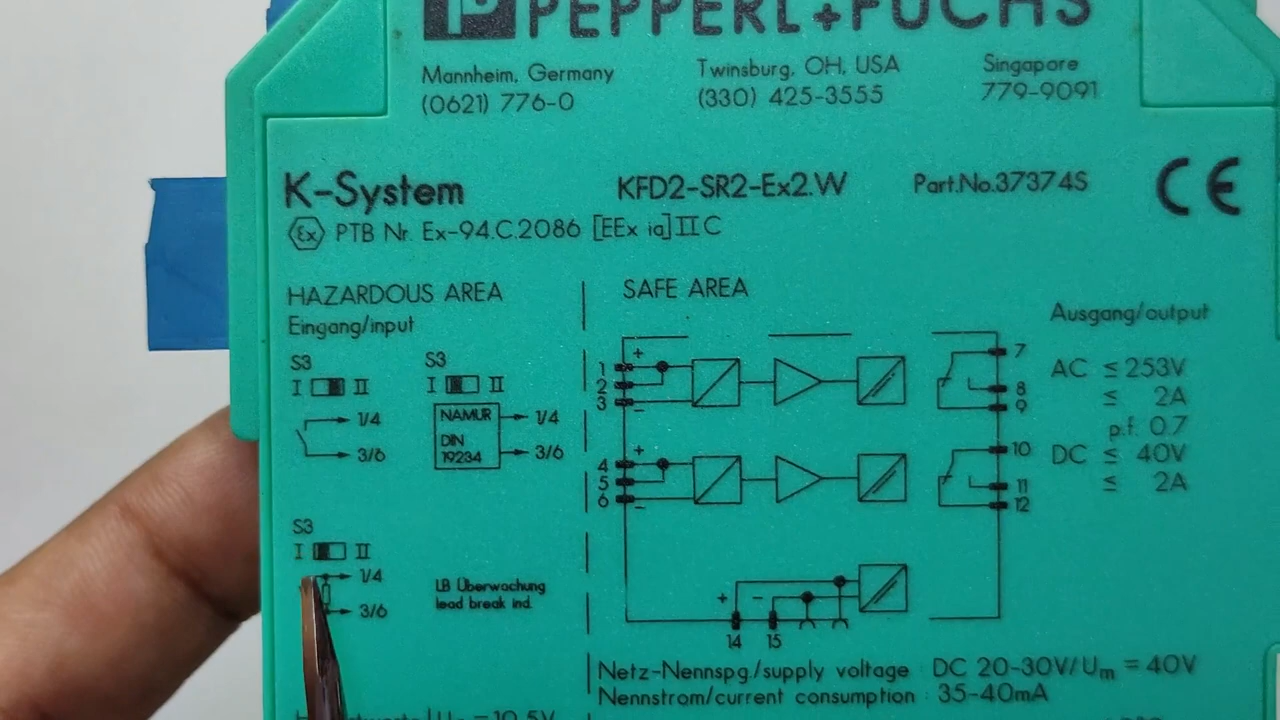 PEPPERL+FUCHS
Mannheim, Germany
(0621) 776-0
Twinsburg, OH, USA
(330) 425-3555
Singapore
779-9091
K-System
KFD2-SR2-Ex2.W
Part.No.37374S
CE
Ex PTB Nr. Ex-94.C.2086 [EEx ia] II C
HAZARDOUS AREA
Eingang/input
S3
I II
1/4
3/6
S3
I II
NAMUR
DIN
19234
1/4
3/6
S3
I II
1/4
3/6
LB Überwachung
lead break ind.
SAFE AREA
+
1
2
3
-
+
4
5
6
-
7
8
9
10
11
12
+ -
14 15
Ausgang/output
AC ≤ 253V
≤ 2A
p.f. 0.7
DC ≤ 40V
≤ 2A
Netz-Nennspg./supply voltage : DC 20-30V/Um = 40V
Nennstrom/current consumption : 35-40mA
= 10,5V